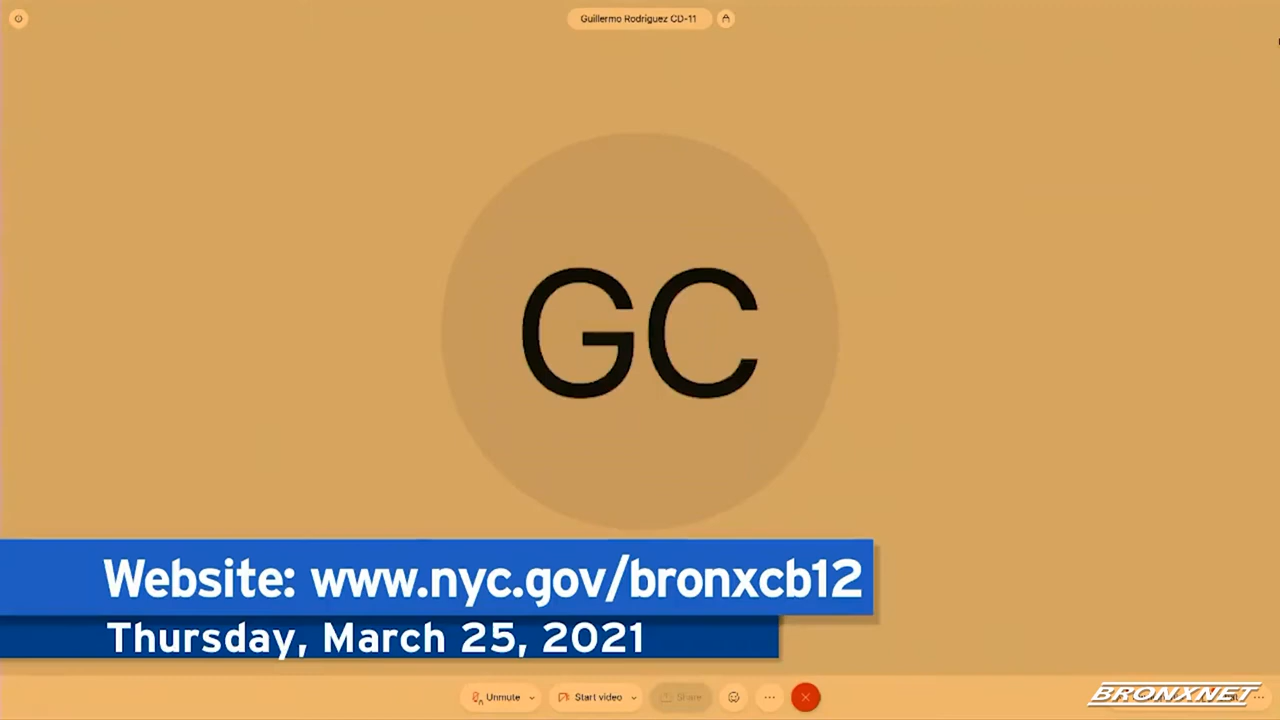 Guillermo Rodriguez CD-11
GC
Website: www.nyc.gov/bronxcb12
Thursday, March 25, 2021
Unmute
Start video
Share
BRONXNET